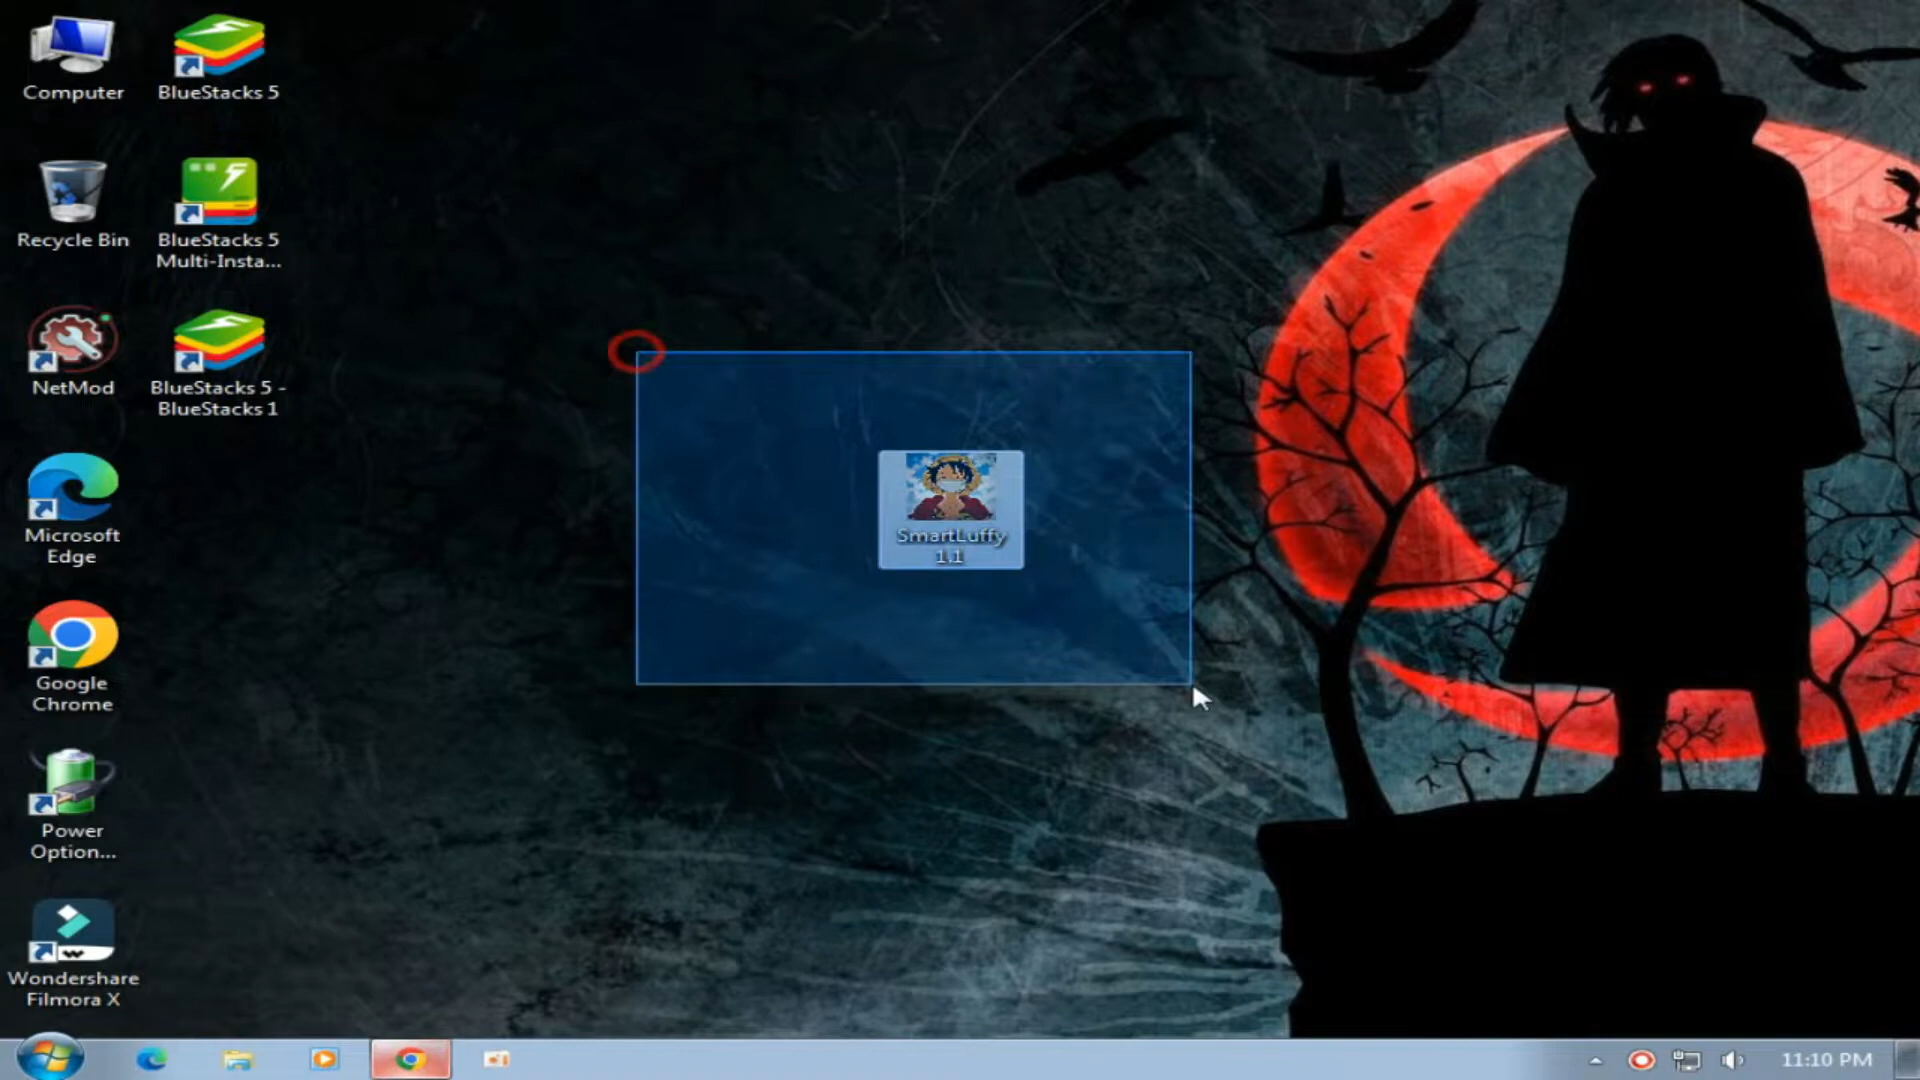 Computer
BlueStacks 5
Recycle Bin
BlueStacks 5
Multi-Insta...
NetMod
BlueStacks 5 -
BlueStacks 1
Microsoft
Edge
SmartLuffy
1.1
Google
Chrome
Power
Option...
Wondershare
Filmora X
11:10 PM